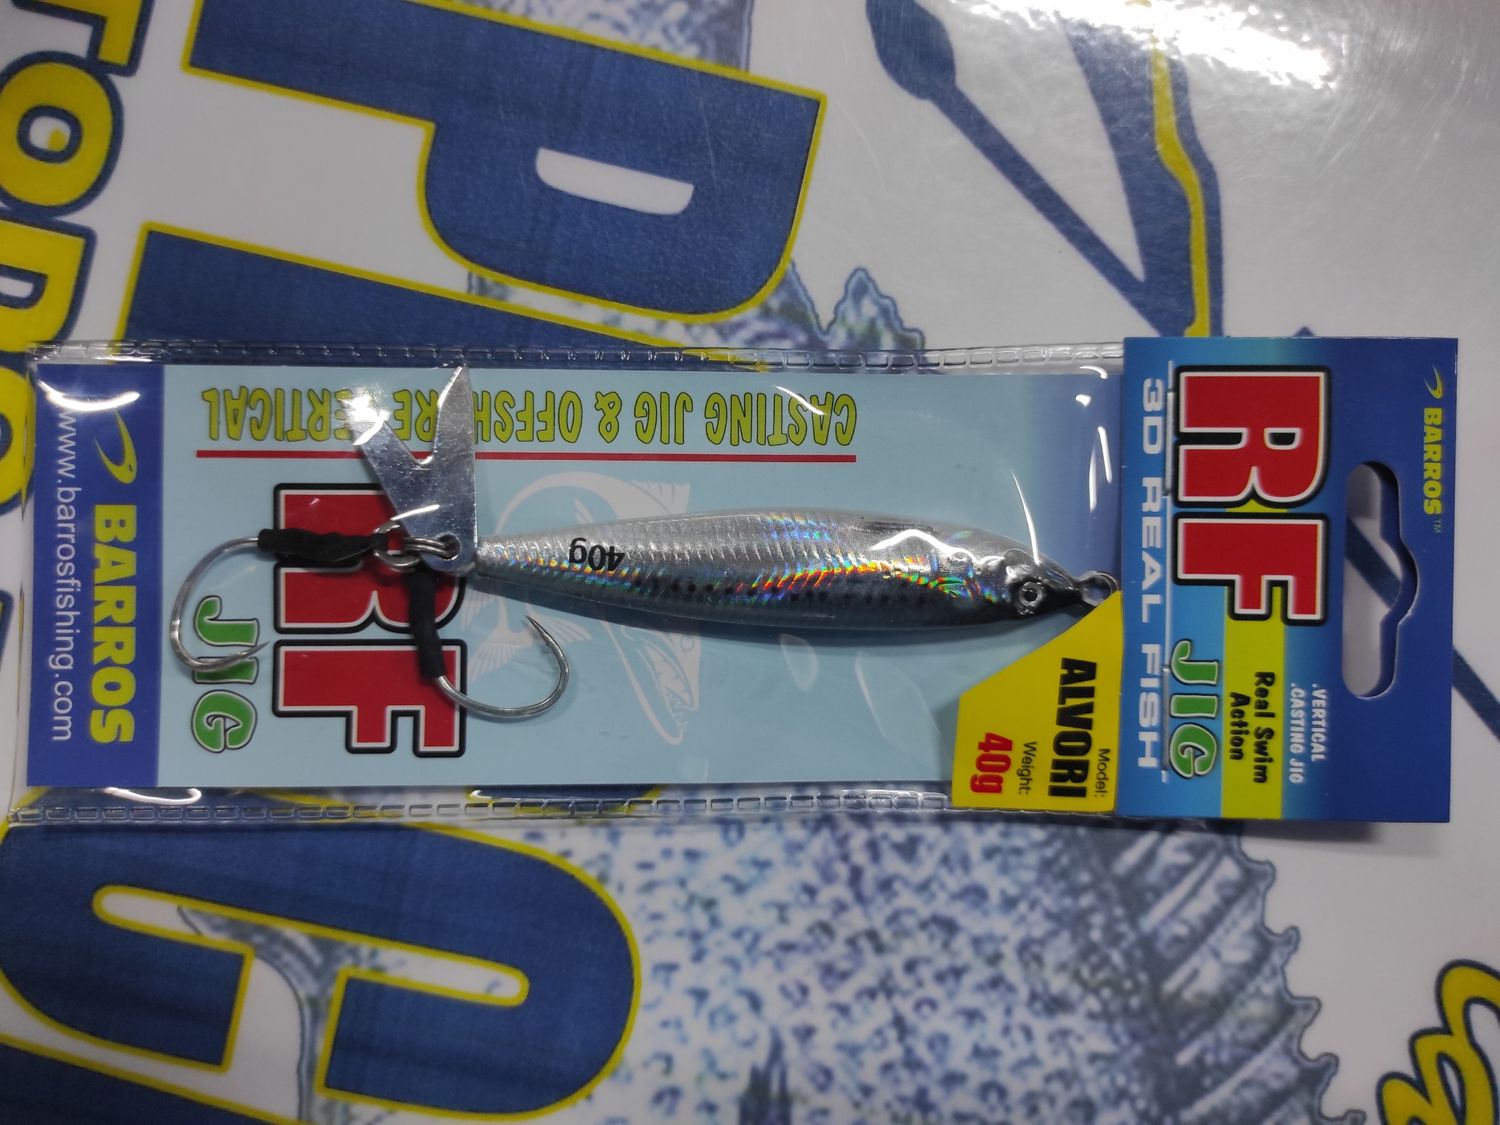 BARROS™
RF
JIG
3D REAL FISH
Real Swim
Action
.VERTICAL
.CASTING JIG
Model:
ALVORI
Weight:
40g
40g
CASTING JIG & OFFSHORE VERTICAL
RF
JIG
BARROS
www.barrosfishing.com